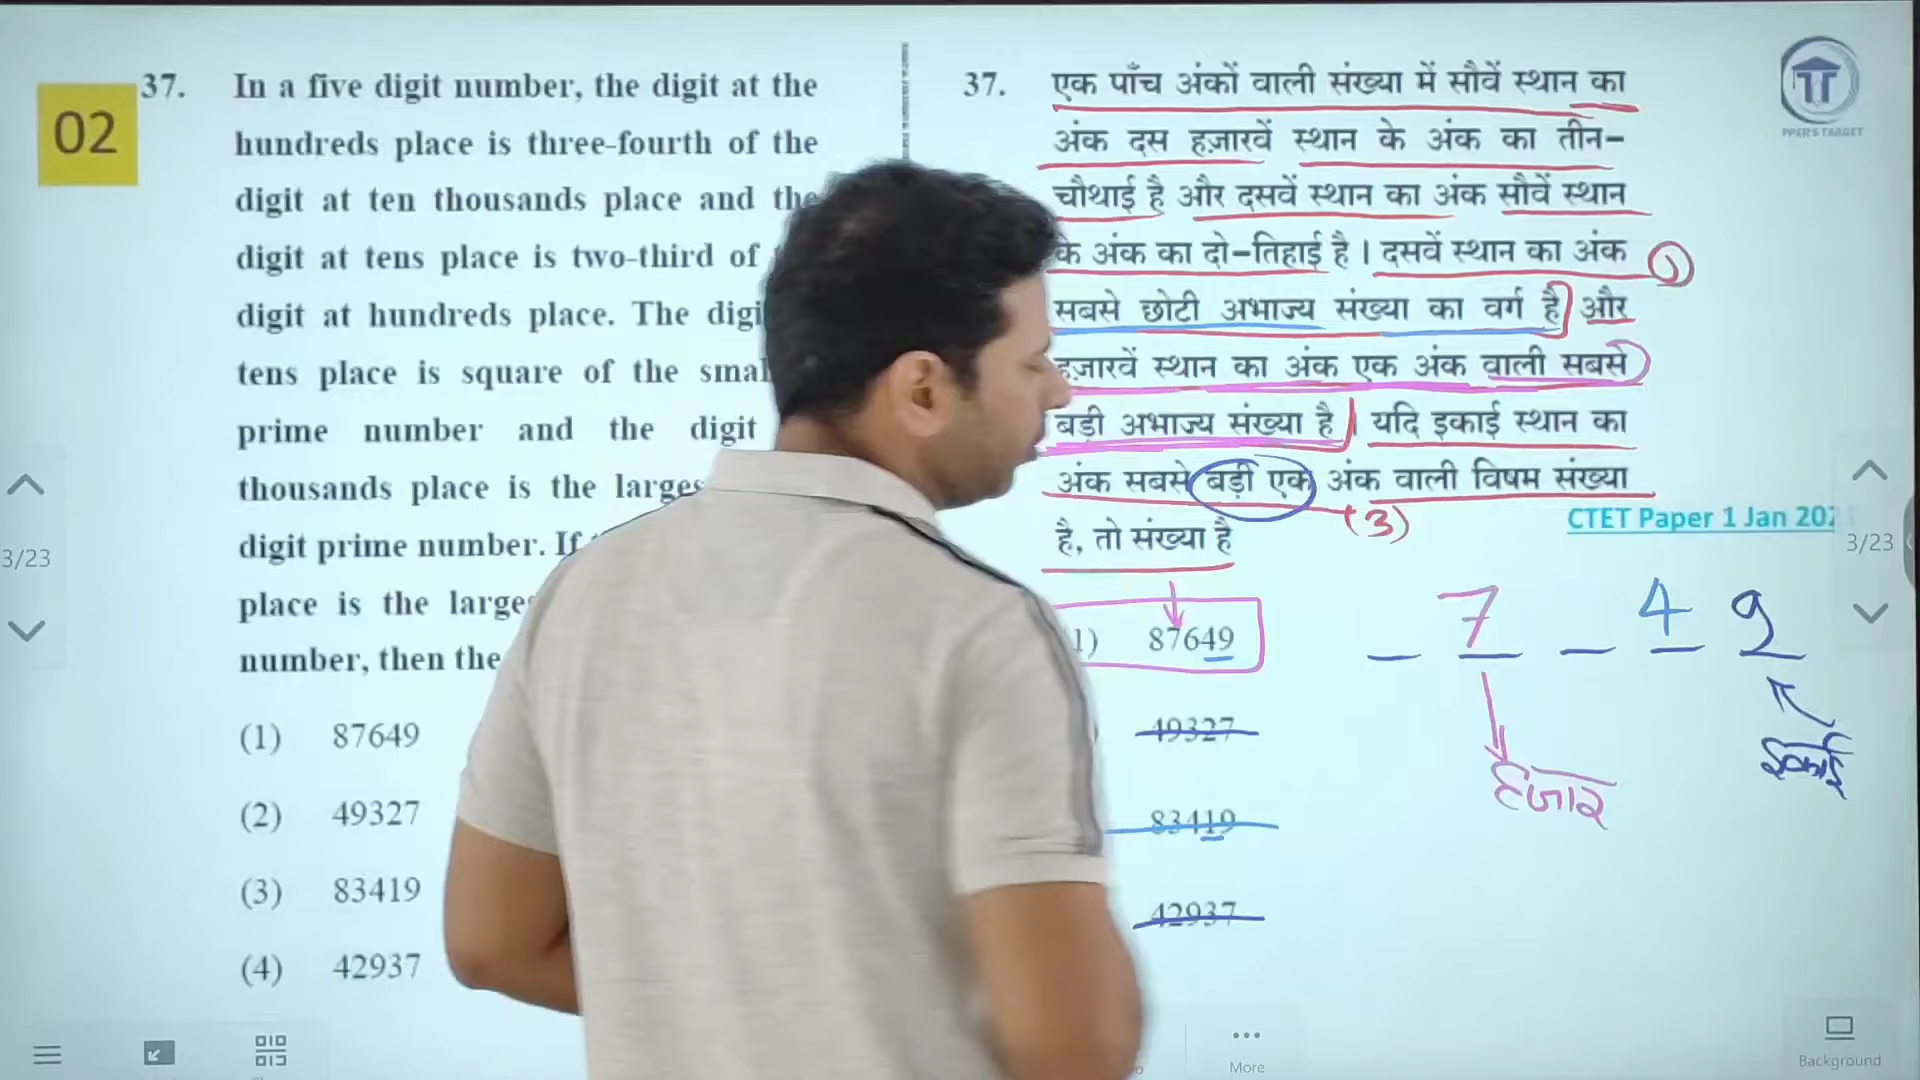 02
37. In a five digit number, the digit at the
hundreds place is three-fourth of the
digit at ten thousands place and the
digit at tens place is two-third of
digit at hundreds place. The
tens place is square of the
prime number and the digit
thousands place is the
digit prime number. If
place is the
number, then the
(1) 87649
(2) 49327
(3) 83419
(4) 42937
37. एक पाँच अंकों वाली संख्या में सौवें स्थान का
अंक दस हज़ारवें स्थान के अंक का तीन-
चौथाई है और दसवें स्थान का अंक सौवें स्थान
के अंक का दो-तिहाई है। दसवें स्थान का अंक
सबसे छोटी अभाज्य संख्या का वर्ग है और
हज़ारवें स्थान का अंक एक अंक वाली सबसे
बड़ी अभाज्य संख्या है। यदि इकाई स्थान का
अंक सबसे बड़ी एक अंक वाली विषम संख्या
है, तो संख्या है
(3)
CTET Paper 1 Jan
1) 87649
49327
83419
42937
_ 7 _ 4 9
हजार
इकाई
PPER'S TARGET
3/23
3/23
More
Background